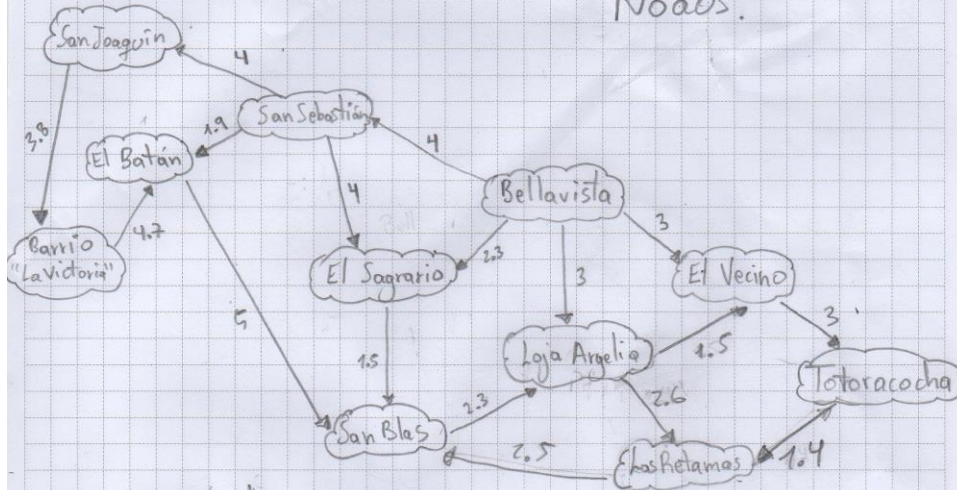 Nodos.
San Joaquín
4
San Sebastián
3.8
1.9
El Batán
4
4
Bellavista
3
4.7
Barrio
"La Victoria"
2.3
El Sagrario
3
El Vecino
5
3
1.5
Loja Argelia
1.5
Totoracocha
2.3
2.6
San Blas
2.5
Las Retamas
1.4